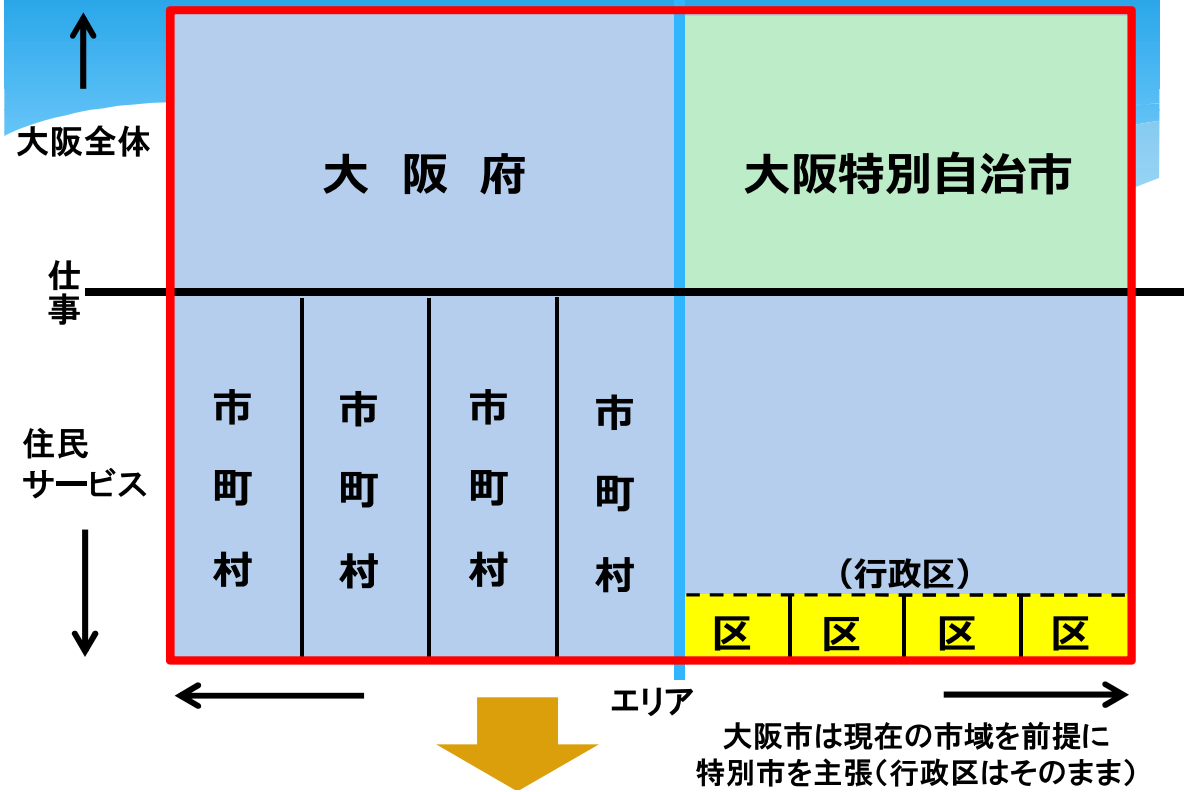 大阪全体
大阪府
大阪特別自治市
仕事
市町村
市町村
市町村
市町村
住民
サービス
（行政区）
区
区
区
区
エリア
大阪市は現在の市域を前提に
特別市を主張（行政区はそのまま）